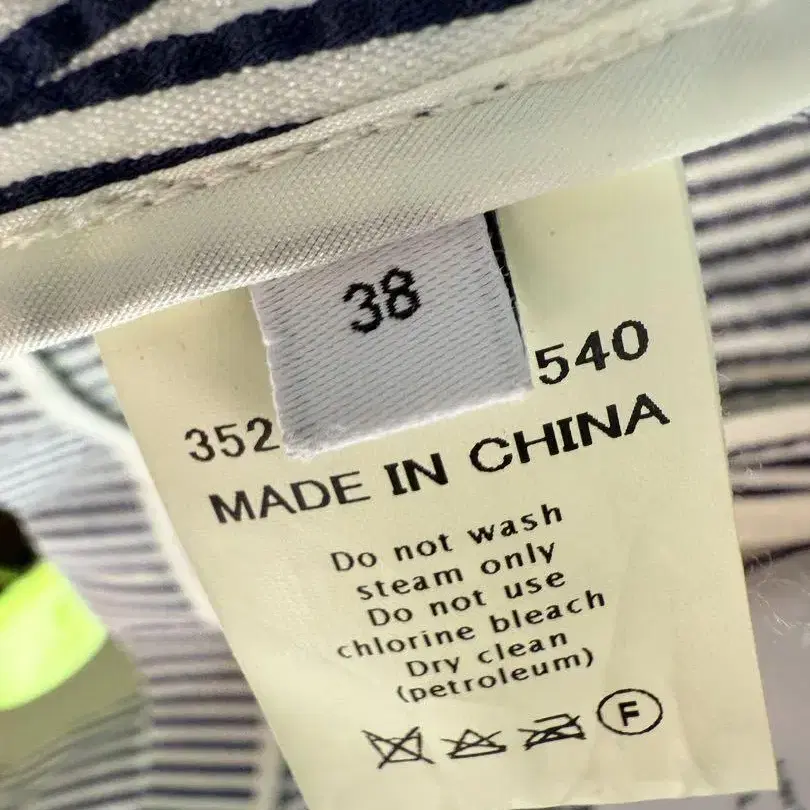 38
352 540
MADE IN CHINA
Do not wash
steam only
Do not use
chlorine bleach
Dry clean
(petroleum)
F